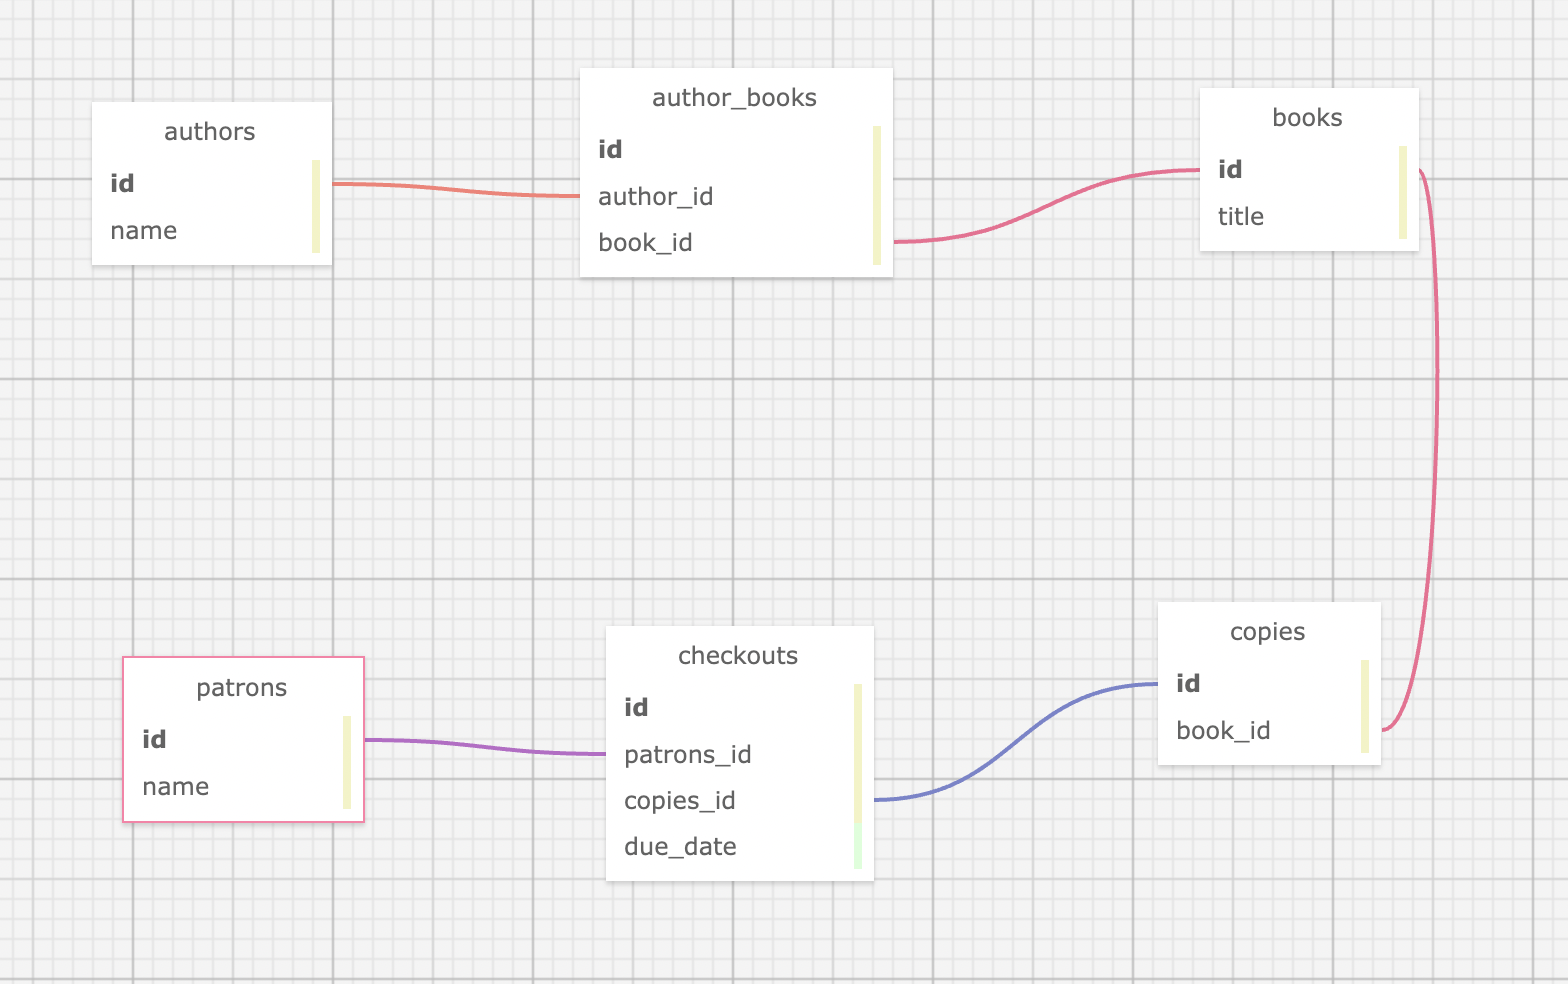 authors
id
name
author_books
id
author_id
book_id
books
id
title
patrons
id
name
checkouts
id
patrons_id
copies_id
due_date
copies
id
book_id